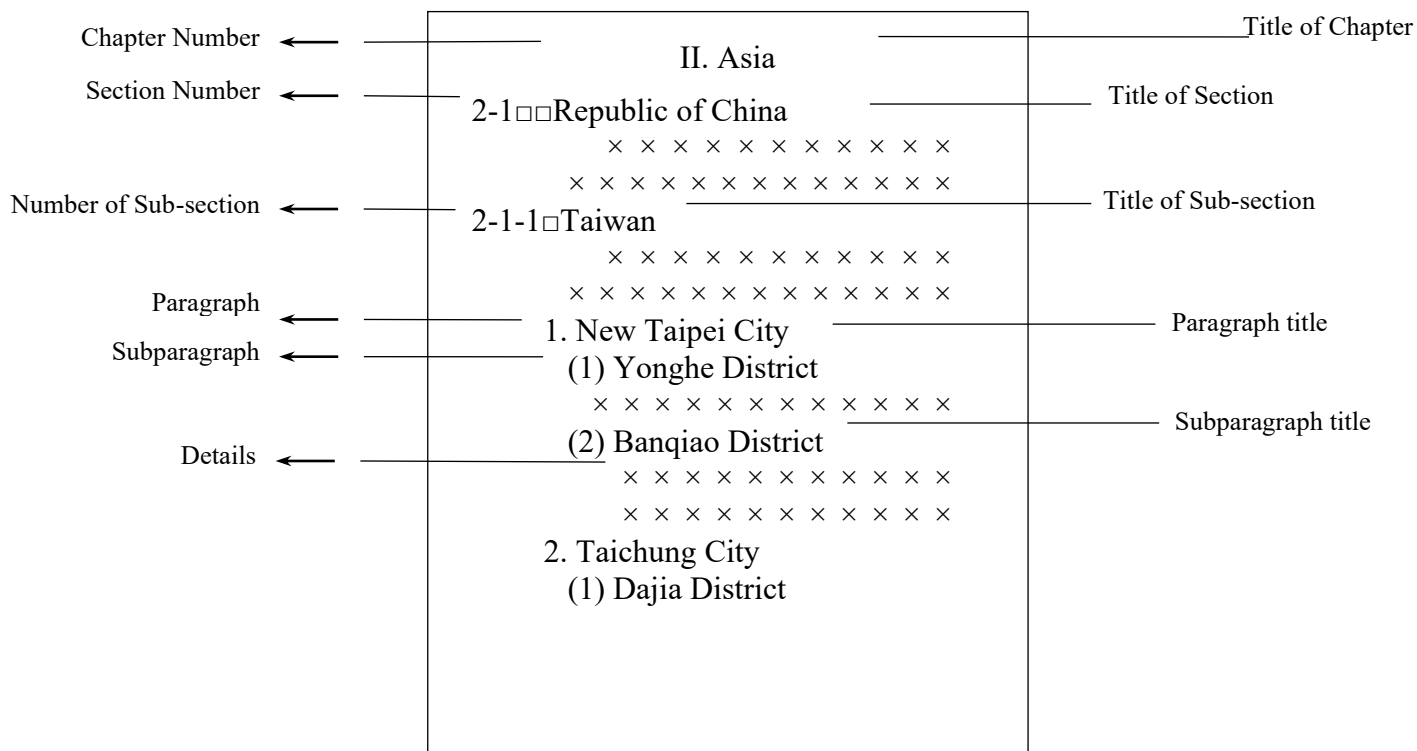 Chapter Number II. Asia Title of Chapter
Section Number 2-1□□Republic of China Title of Section
× × × × × × × × × × ×
× × × × × × × × × × × × ×
Number of Sub-section 2-1-1□Taiwan Title of Sub-section
× × × × × × × × × × ×
× × × × × × × × × × × × ×
Paragraph 1. New Taipei City Paragraph title
Subparagraph (1) Yonghe District
× × × × × × × × × × × ×
(2) Banqiao District Subparagraph title
Details × × × × × × × × × × ×
× × × × × × × × × × ×
2. Taichung City
(1) Dajia District